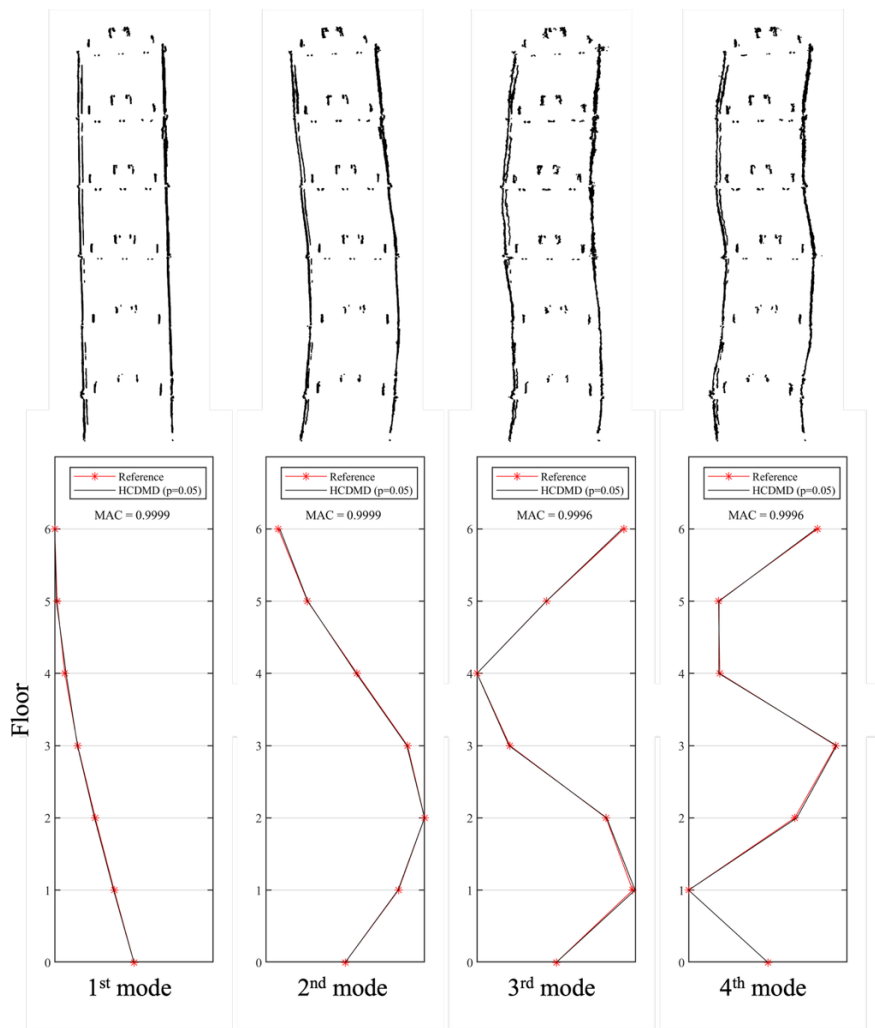 Reference
HCDMD (p=0.05)
MAC = 0.9999
Reference
HCDMD (p=0.05)
MAC = 0.9999
Reference
HCDMD (p=0.05)
MAC = 0.9996
Reference
HCDMD (p=0.05)
MAC = 0.9996
Floor
6
5
4
3
2
1
0
6
5
4
3
2
1
0
6
5
4
3
2
1
0
6
5
4
3
2
1
0
1st mode
2nd mode
3rd mode
4th mode